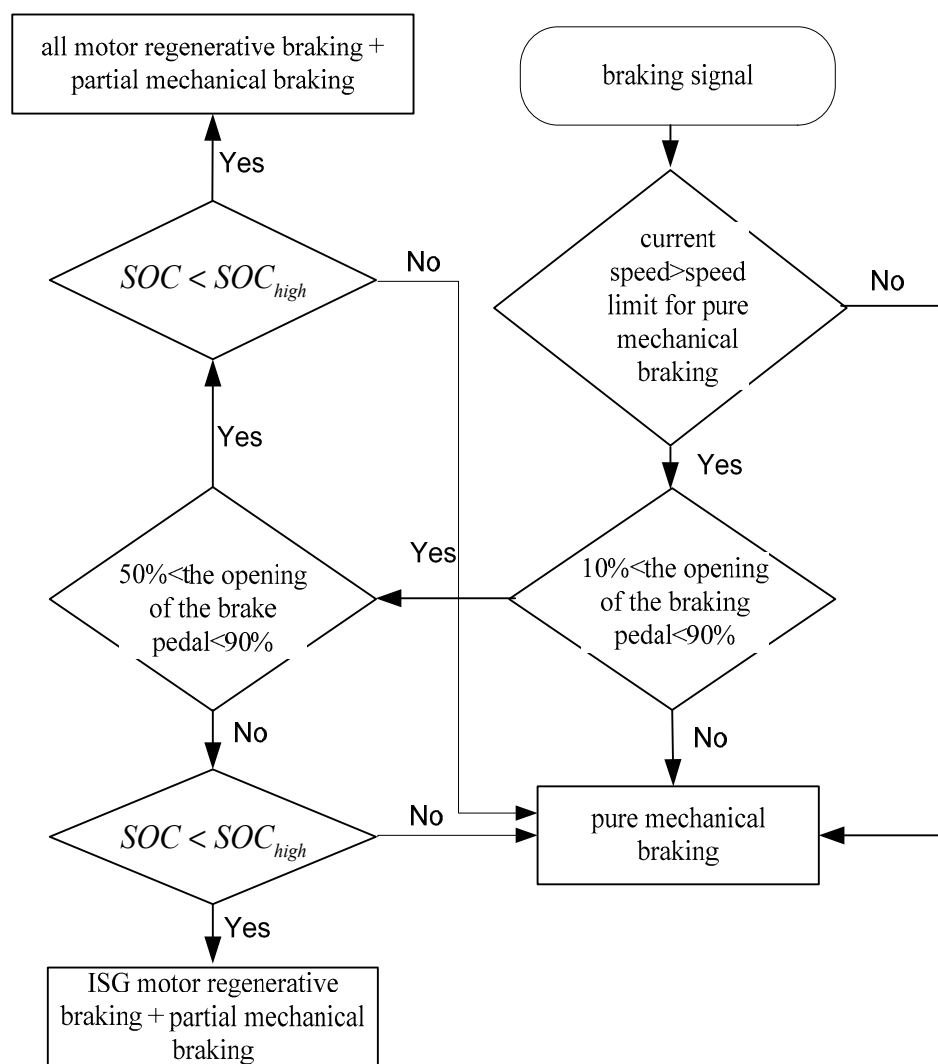 all motor regenerative braking +
partial mechanical braking
braking signal
Yes
SOC < SOC_high
No
current
speed>speed
limit for pure
mechanical
braking
No
Yes
Yes
50%<the opening
of the brake
pedal<90%
Yes
10%<the opening
of the braking
pedal<90%
No
No
SOC < SOC_high
No
pure mechanical
braking
Yes
ISG motor regenerative
braking + partial mechanical
braking